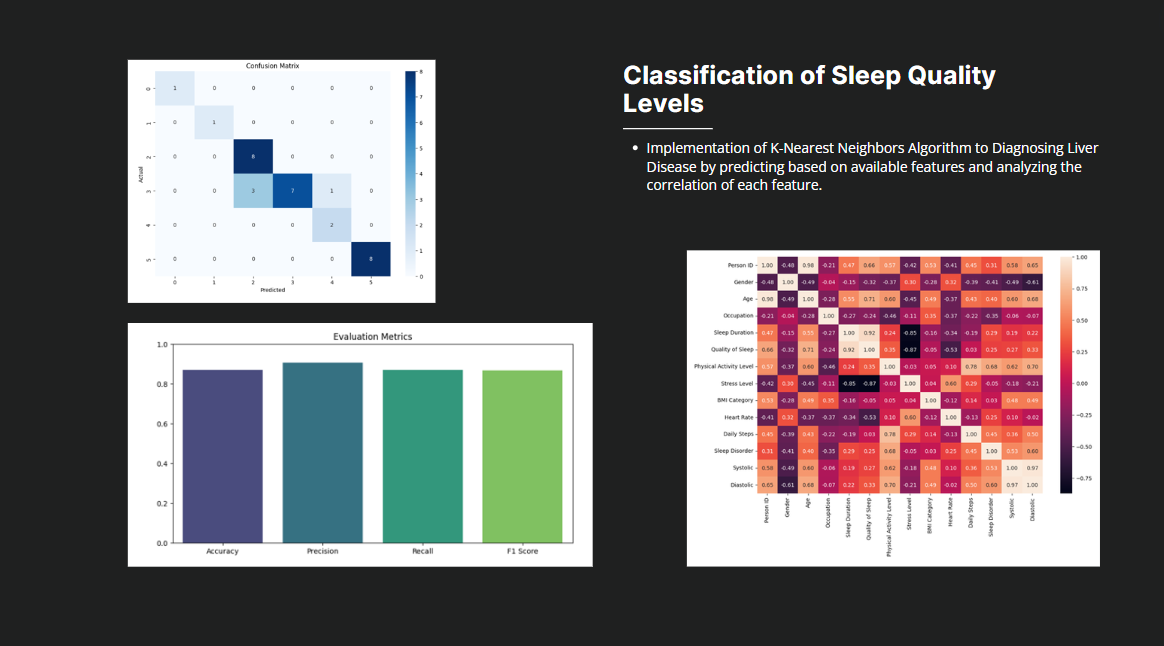 Classification of Sleep Quality
Levels
• Implementation of K-Nearest Neighbors Algorithm to Diagnosing Liver
Disease by predicting based on available features and analyzing the
correlation of each feature.
Confusion Matrix
0 1 0 0 0 0 0
1 0 1 0 0 0 0
2 0 0 8 0 0 0
3 0 0 3 7 1 0
4 0 0 0 0 2 0
5 0 0 0 0 0 8
0 1 2 3 4 5
Actual
Predicted
8
7
6
5
4
3
2
1
0
Evaluation Metrics
1.0
0.8
0.6
0.4
0.2
0.0
Accuracy Precision Recall F1 Score
Person ID 1.00 -0.48 0.98 -0.21 0.47 0.66 0.57 -0.42 0.53 -0.41 0.45 0.31 0.58 0.65
Gender -0.48 1.00 -0.49 -0.04 -0.15 -0.32 -0.37 0.30 -0.28 0.32 -0.39 -0.41 -0.49 -0.61
Age 0.98 -0.49 1.00 -0.28 0.55 0.71 0.60 -0.45 0.49 -0.37 0.43 0.40 0.60 0.68
Occupation -0.21 -0.04 -0.28 1.00 -0.27 -0.24 -0.46 -0.11 0.35 -0.37 -0.22 -0.35 -0.06 -0.07
Sleep Duration 0.47 -0.15 0.55 -0.27 1.00 0.92 0.24 -0.85 -0.16 -0.34 -0.19 0.29 0.19 0.22
Quality of Sleep 0.66 -0.32 0.71 -0.24 0.92 1.00 0.35 -0.87 -0.05 -0.53 0.03 0.25 0.27 0.33
Physical Activity Level 0.57 -0.37 0.60 -0.46 0.24 0.35 1.00 -0.03 0.05 0.10 0.78 0.68 0.62 0.70
Stress Level -0.42 0.30 -0.45 -0.11 -0.85 -0.87 -0.03 1.00 0.04 0.60 0.29 -0.05 -0.18 -0.21
BMI Category 0.53 -0.28 0.49 0.35 -0.16 -0.05 0.05 0.04 1.00 -0.12 0.14 0.03 0.48 0.49
Heart Rate -0.41 0.32 -0.37 -0.37 -0.34 -0.53 0.10 0.60 -0.12 1.00 -0.13 0.25 0.10 -0.02
Daily Steps 0.45 -0.39 0.43 -0.22 -0.19 0.03 0.78 0.29 0.14 -0.13 1.00 0.45 0.36 0.50
Sleep Disorder 0.31 -0.41 0.40 -0.35 0.29 0.25 0.68 -0.05 0.03 0.25 0.45 1.00 0.53 0.60
Systolic 0.58 -0.49 0.60 -0.06 0.19 0.27 0.62 -0.18 0.48 0.10 0.36 0.53 1.00 0.97
Diastolic 0.65 -0.61 0.68 -0.07 0.22 0.33 0.70 -0.21 0.49 -0.02 0.50 0.60 0.97 1.00
Person ID
Gender
Age
Occupation
Sleep Duration
Quality of Sleep
Physical Activity Level
Stress Level
BMI Category
Heart Rate
Daily Steps
Sleep Disorder
Systolic
Diastolic
1.00
0.75
0.50
0.25
0.00
-0.25
-0.50
-0.75